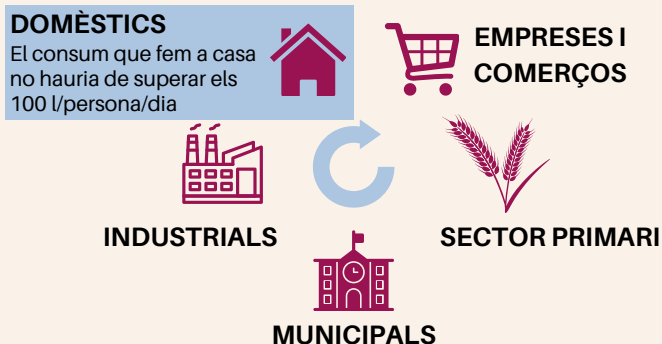 DOMÈSTICS
El consum que fem a casa
no hauria de superar els
100 l/persona/dia
EMPRESES I
COMERÇOS
INDUSTRIALS
SECTOR PRIMARI
MUNICIPALS